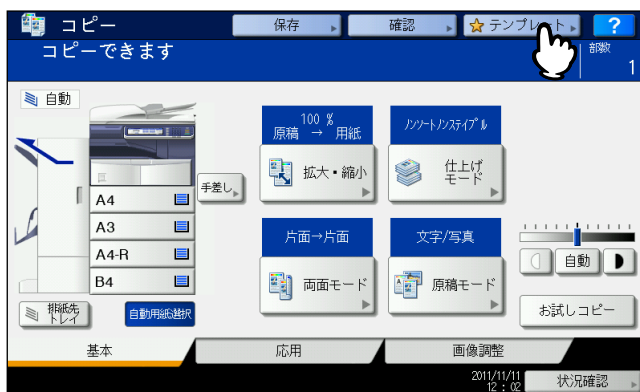 コピー
保存
確認
テンプレート
?
コピーできます
部数
1
自動
100 %
原稿 → 用紙
拡大・縮小
ノンソートノンステイプル
仕上げ
モード
手差し
A4
A3
A4-R
B4
片面→片面
両面モード
文字/写真
原稿モード
自動
排紙先
トレイ
自動用紙選択
お試しコピー
基本
応用
画像調整
2011/11/11
12 : 02
状況確認